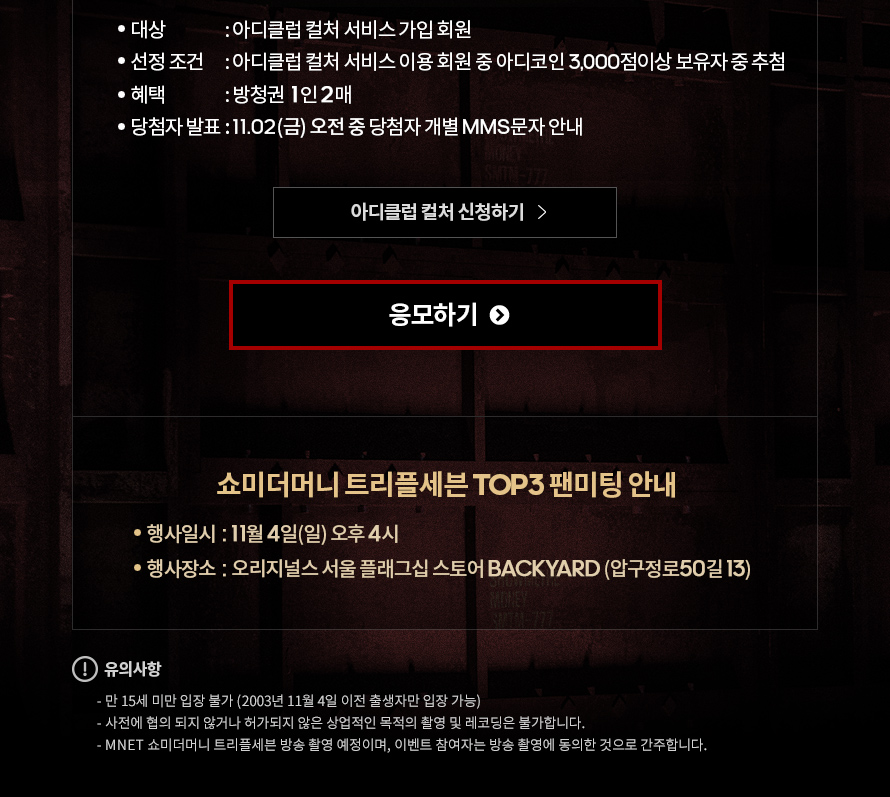 • 대상 : 아디클럽 컬처 서비스 가입 회원
• 선정 조건 : 아디클럽 컬처 서비스 이용 회원 중 아디코인 3,000점이상 보유자 중 추첨
• 혜택 : 방청권 1인 2매
• 당첨자 발표 : 11.02(금) 오전 중 당첨자 개별 MMS문자 안내
MONEY
SMTM-777
아디클럽 컬처 신청하기 >
응모하기
쇼미더머니 트리플세븐 TOP3 팬미팅 안내
• 행사일시 : 11월 4일(일) 오후 4시
• 행사장소 : 오리지널스 서울 플래그십 스토어 BACKYARD (압구정로50길 13)
MONEY
SMTM-777
! 유의사항
- 만 15세 미만 입장 불가 (2003년 11월 4일 이전 출생자만 입장 가능)
- 사전에 협의 되지 않거나 허가되지 않은 상업적인 목적의 촬영 및 레코딩은 불가합니다.
- MNET 쇼미더머니 트리플세븐 방송 촬영 예정이며, 이벤트 참여자는 방송 촬영에 동의한 것으로 간주합니다.